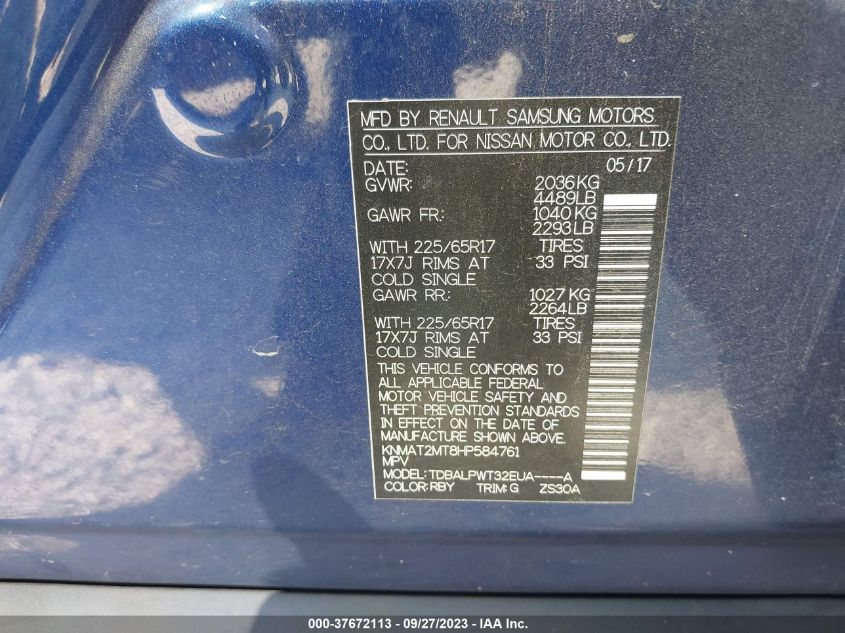 MFD BY RENAULT SAMSUNG MOTORS
CO., LTD. FOR NISSAN MOTOR CO., LTD.
DATE: 05/17
GVWR: 2036KG
4489LB
GAWR FR.: 1040KG
2293LB
WITH 225/65R17 TIRES
17X7J RIMS AT 33 PSI
COLD SINGLE
GAWR RR.: 1027KG
2264LB
WITH 225/65R17 TIRES
17X7J RIMS AT 33 PSI
COLD SINGLE
THIS VEHICLE CONFORMS TO
ALL APPLICABLE FEDERAL
MOTOR VEHICLE SAFETY AND
THEFT PREVENTION STANDARDS
IN EFFECT ON THE DATE OF
MANUFACTURE SHOWN ABOVE.
KNMAT2MT8HP584761
MPV
MODEL:TDBALPWT32EUA----A
COLOR:RBY TRIM:G ZS30A
000-37672113 — 09/27/2023 — IAA Inc.